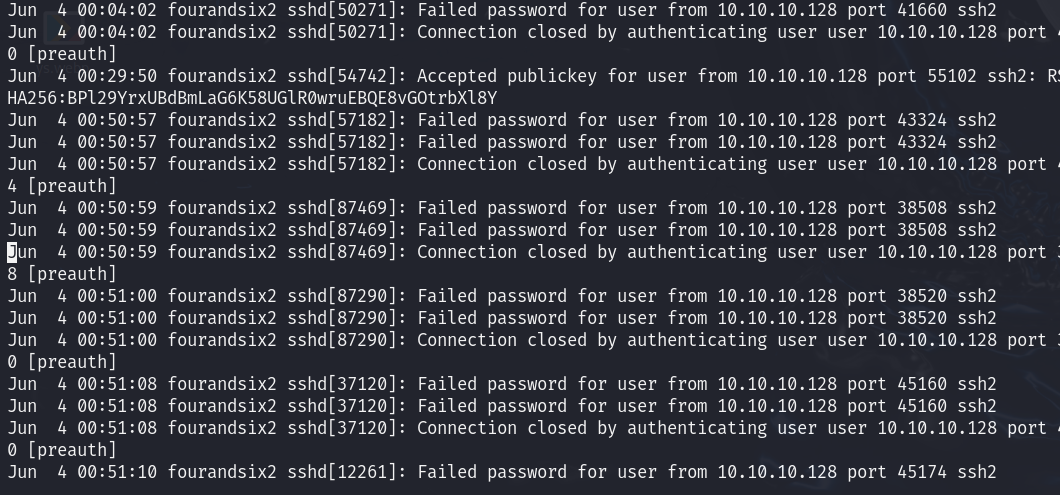 Jun  4 00:04:02 fourandsix2 sshd[50271]: Failed password for user from 10.10.10.128 port 41660 ssh2
Jun  4 00:04:02 fourandsix2 sshd[50271]: Connection closed by authenticating user user 10.10.10.128 port
0 [preauth]
Jun  4 00:29:50 fourandsix2 sshd[54742]: Accepted publickey for user from 10.10.10.128 port 55102 ssh2: RS
HA256:BPl29YrxUBdBmLaG6K58UGlR0wruEBQE8vGOtrbXl8Y
Jun  4 00:50:57 fourandsix2 sshd[57182]: Failed password for user from 10.10.10.128 port 43324 ssh2
Jun  4 00:50:57 fourandsix2 sshd[57182]: Failed password for user from 10.10.10.128 port 43324 ssh2
Jun  4 00:50:57 fourandsix2 sshd[57182]: Connection closed by authenticating user user 10.10.10.128 port
4 [preauth]
Jun  4 00:50:59 fourandsix2 sshd[87469]: Failed password for user from 10.10.10.128 port 38508 ssh2
Jun  4 00:50:59 fourandsix2 sshd[87469]: Failed password for user from 10.10.10.128 port 38508 ssh2
Jun  4 00:50:59 fourandsix2 sshd[87469]: Connection closed by authenticating user user 10.10.10.128 port
8 [preauth]
Jun  4 00:51:00 fourandsix2 sshd[87290]: Failed password for user from 10.10.10.128 port 38520 ssh2
Jun  4 00:51:00 fourandsix2 sshd[87290]: Failed password for user from 10.10.10.128 port 38520 ssh2
Jun  4 00:51:00 fourandsix2 sshd[87290]: Connection closed by authenticating user user 10.10.10.128 port
0 [preauth]
Jun  4 00:51:08 fourandsix2 sshd[37120]: Failed password for user from 10.10.10.128 port 45160 ssh2
Jun  4 00:51:08 fourandsix2 sshd[37120]: Failed password for user from 10.10.10.128 port 45160 ssh2
Jun  4 00:51:08 fourandsix2 sshd[37120]: Connection closed by authenticating user user 10.10.10.128 port
0 [preauth]
Jun  4 00:51:10 fourandsix2 sshd[12261]: Failed password for user from 10.10.10.128 port 45174 ssh2